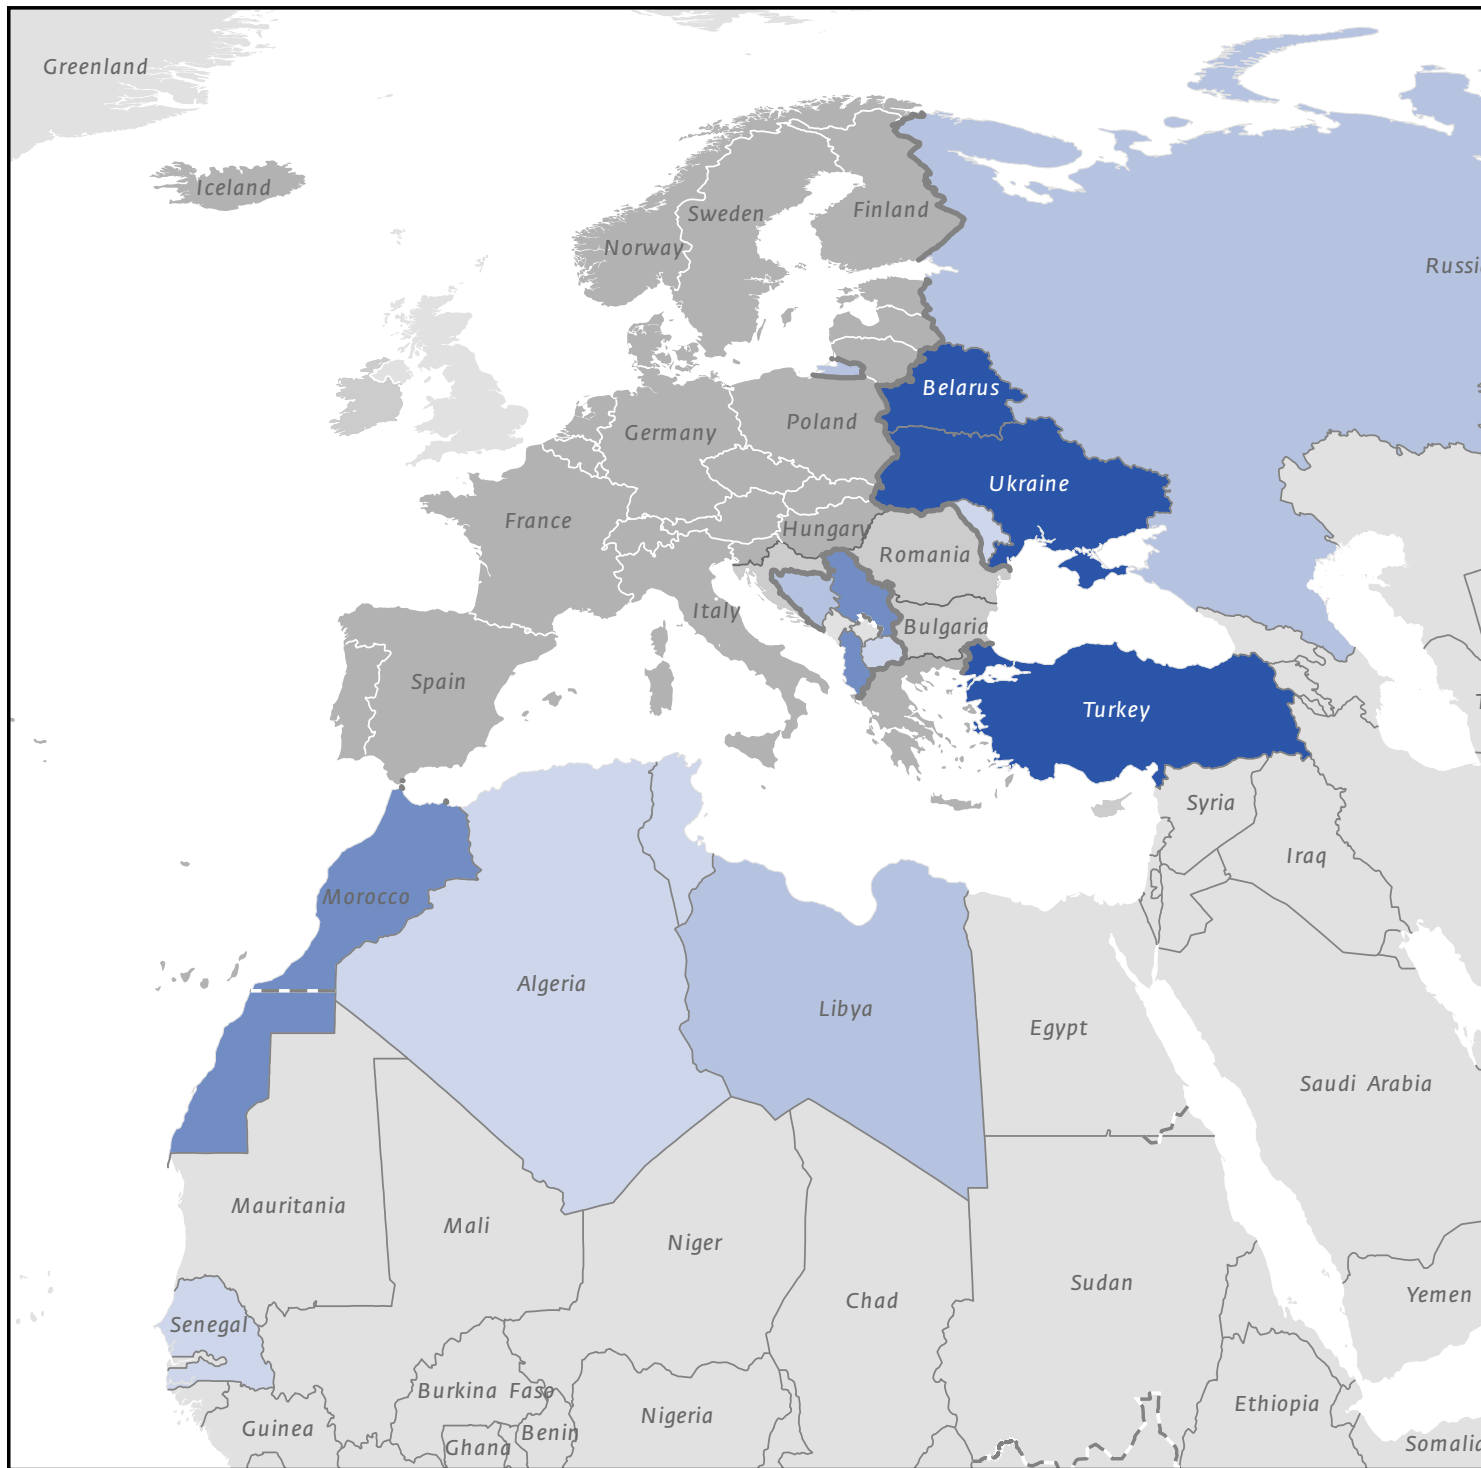 Greenland
Iceland
Sweden
Finland
Norway
Russi
Belarus
Poland
Germany
Ukraine
France
Hungary
Romania
Italy
Bulgaria
Spain
Turkey
Syria
Iraq
Morocco
Algeria
Libya
Egypt
Saudi Arabia
Mauritania
Mali
Niger
Sudan
Chad
Yemen
Senegal
Burkina Faso
Nigeria
Ethiopia
Guinea
Benin
Ghana
Somalia